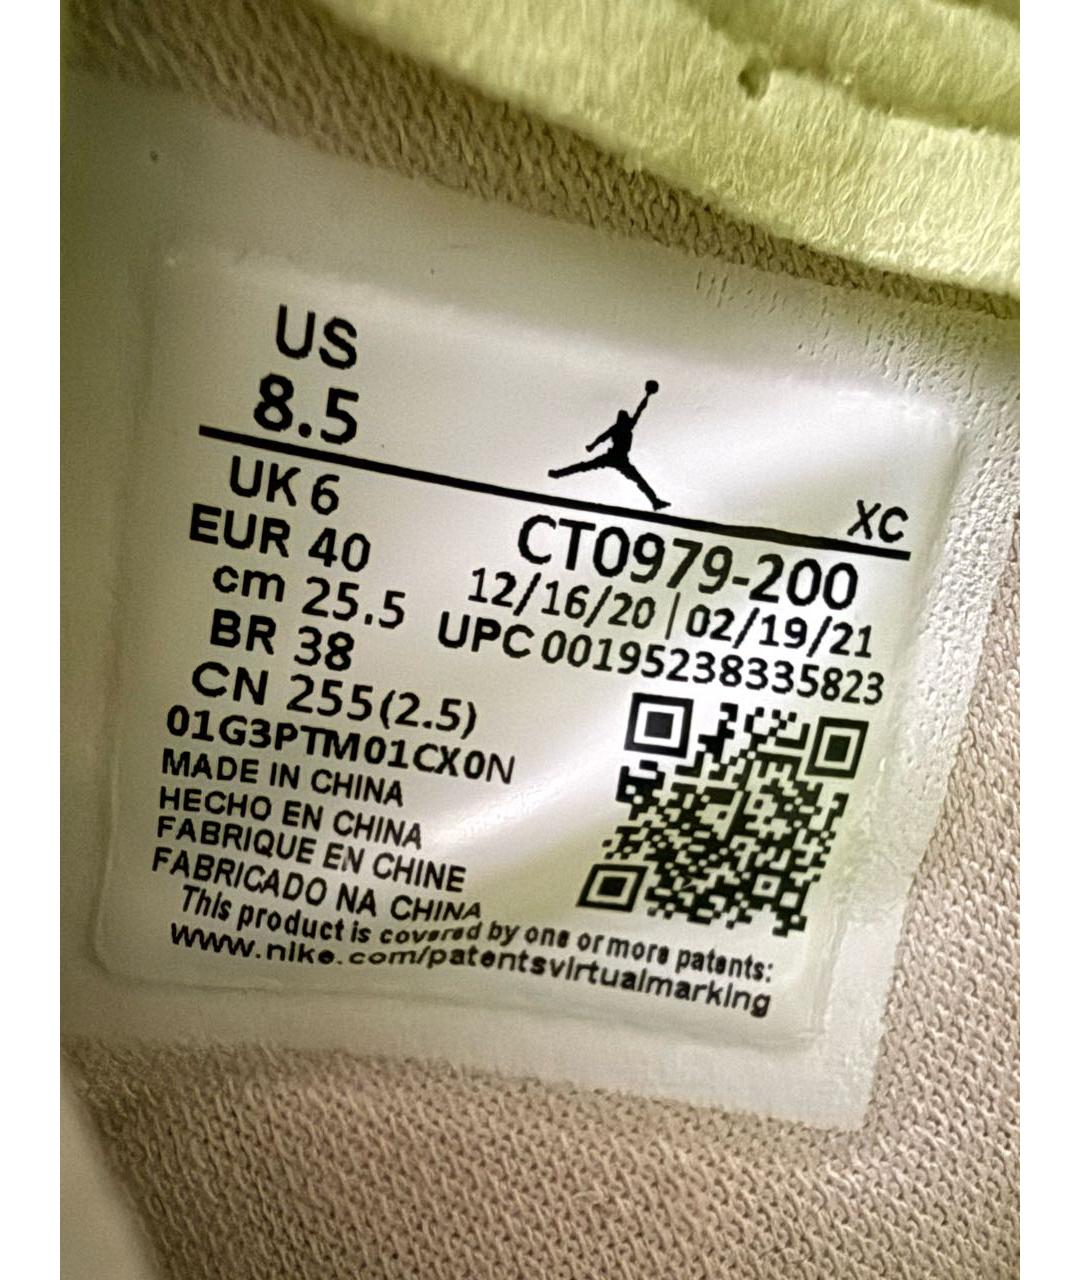 US
8.5
XC
UK 6
EUR 40
cm 25.5
BR 38
CN 255(2.5)
CT0979-200
12/16/20 | 02/19/21
UPC 00195238335823
01G3PTM01CX0N
MADE IN CHINA
HECHO EN CHINA
FABRIQUE EN CHINE
FABRICADO NA CHINA
This product is covered by one or more patents:
www.nike.com/patentsvirtualmarking